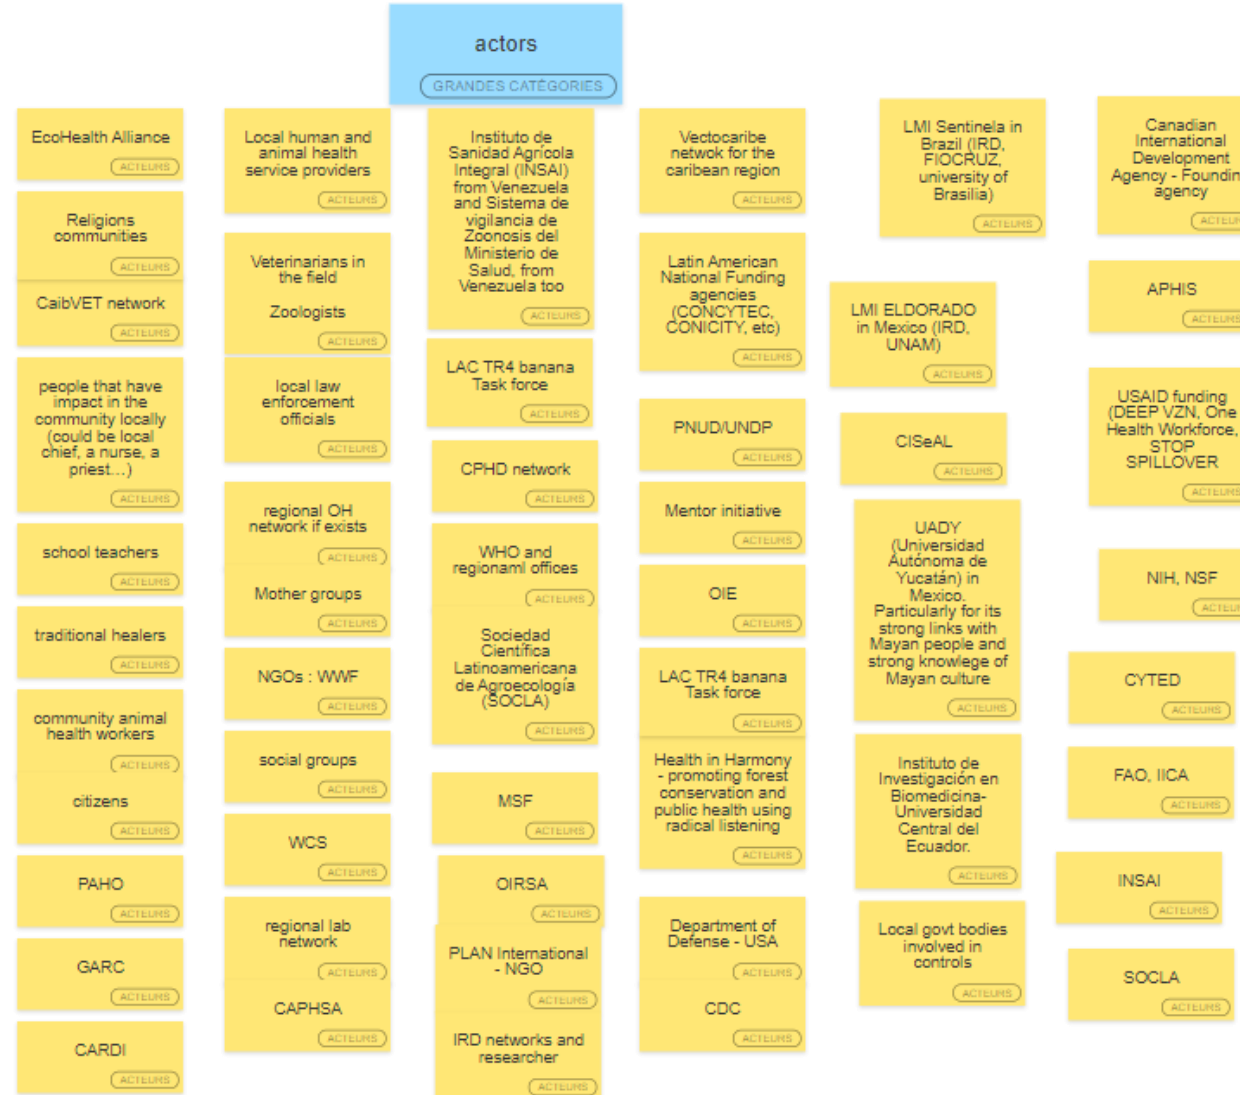 actors
GRANDES CATÉGORIES
EcoHealth Alliance
ACTEURS
Religions
communities
ACTEURS
CaibVET network
ACTEURS
people that have
impact in the
community locally
(could be local
chief, a nurse, a
priest...)
ACTEURS
school teachers
ACTEURS
traditional healers
ACTEURS
community animal
health workers
ACTEURS
citizens
ACTEURS
PAHO
ACTEURS
GARC
ACTEURS
CARDI
ACTEURS
Local human and
animal health
service providers
ACTEURS
Veterinarians in
the field
Zoologists
ACTEURS
local law
enforcement
officials
ACTEURS
regional OH
network if exists
ACTEURS
Mother groups
ACTEURS
NGOs : WWF
ACTEURS
social groups
ACTEURS
WCS
ACTEURS
regional lab
network
ACTEURS
CAPHSA
ACTEURS
Instituto de
Sanidad Agrícola
Integral (INSAI)
from Venezuela
and Sistema de
vigilancia de
Zoonosis del
Ministerio de
Salud, from
Venezuela too
ACTEURS
LAC TR4 banana
Task force
ACTEURS
CPHD network
ACTEURS
WHO and
regionaml offices
ACTEURS
Sociedad
Científica
Latinoamericana
de Agroecología
(SOCLA)
ACTEURS
MSF
ACTEURS
OIRSA
ACTEURS
PLAN International
- NGO
ACTEURS
IRD networks and
researcher
ACTEURS
Vectocaribe
netwok for the
caribean region
ACTEURS
Latin American
National Funding
agencies
(CONCYTEC,
CONICITY, etc)
ACTEURS
PNUD/UNDP
ACTEURS
Mentor initiative
ACTEURS
OIE
ACTEURS
LAC TR4 banana
Task force
ACTEURS
Health in Harmony
- promoting forest
conservation and
public health using
radical listening
ACTEURS
Department of
Defense - USA
ACTEURS
CDC
ACTEURS
LMI Sentinela in
Brazil (IRD,
FIOCRUZ,
university of
Brasilia)
ACTEURS
LMI ELDORADO
in Mexico (IRD,
UNAM)
ACTEURS
CISeAL
ACTEURS
UADY
(Universidad
Autónoma de
Yucatán) in
Mexico.
Particularly for its
strong links with
Mayan people and
strong knowlege of
Mayan culture
ACTEURS
Instituto de
Investigación en
Biomedicina-
Universidad
Central del
Ecuador.
ACTEURS
Local govt bodies
involved in
controls
ACTEURS
Canadian
International
Development
Agency - Foundin
agency
ACTEUR
APHIS
ACTEURS
USAID funding
(DEEP VZN, One
Health Workforce,
STOP
SPILLOVER
ACTEURS
NIH, NSF
ACTEUR
CYTED
ACTEURS
FAO, IICA
ACTEURS
INSAI
ACTEURS
SOCLA
ACTEURS